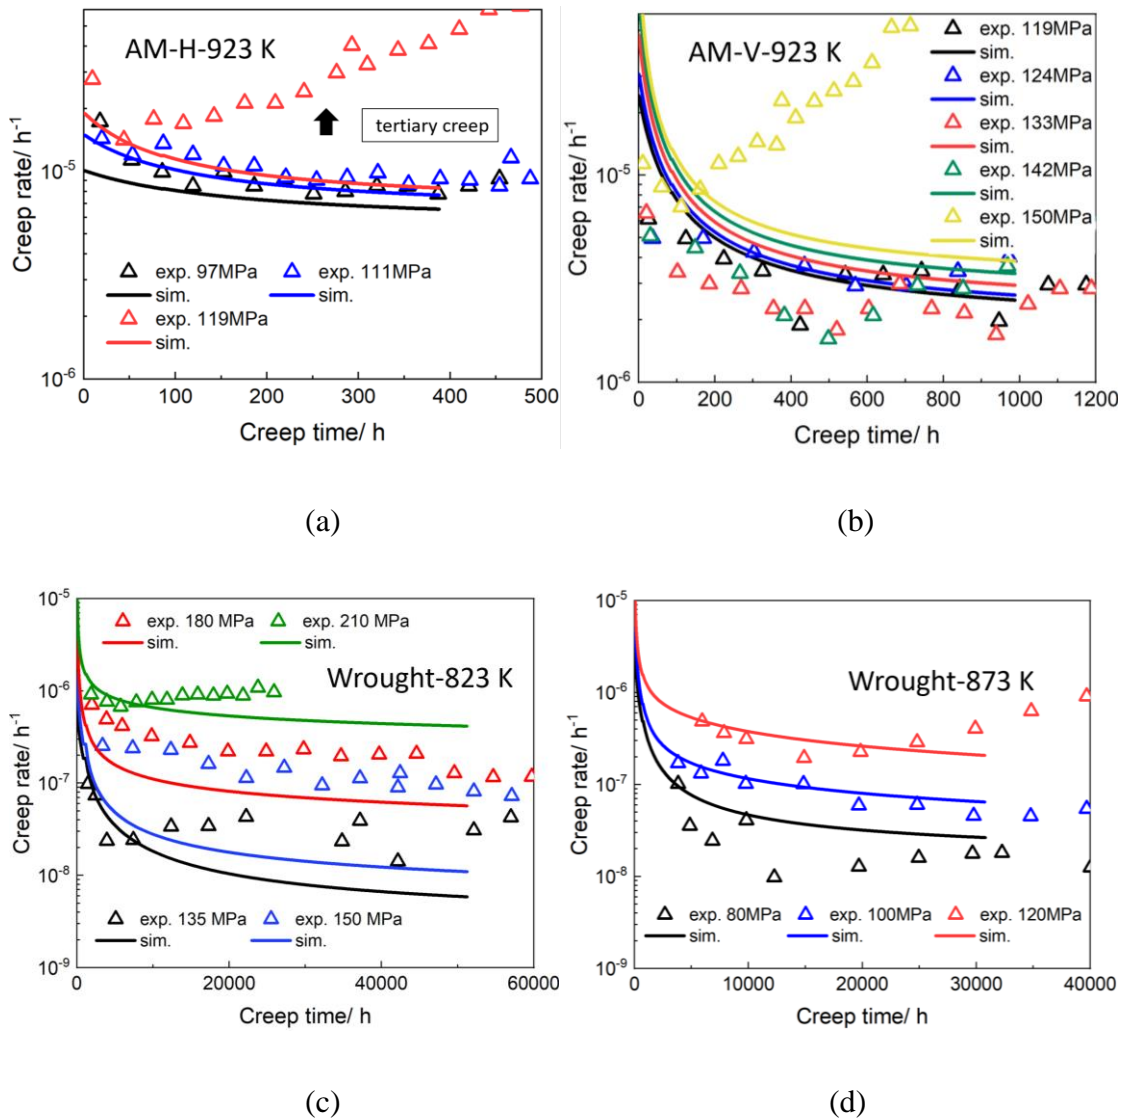 AM-H-923 K
tertiary creep
10⁻⁵
Creep rate/ h⁻¹
exp. 97MPa
exp. 111MPa
sim.
sim.
exp. 119MPa
sim.
10⁻⁶
0 100 200 300 400 500
Creep time/ h
(a)
AM-V-923 K
exp. 119MPa
sim.
exp. 124MPa
sim.
exp. 133MPa
sim.
exp. 142MPa
sim.
exp. 150MPa
sim.
10⁻⁵
Creep rate/ h⁻¹
10⁻⁶
0 200 400 600 800 1000 1200
Creep time/ h
(b)
10⁻⁵
exp. 180 MPa
exp. 210 MPa
sim.
sim.
Wrought-823 K
10⁻⁶
Creep rate/ h⁻¹
10⁻⁷
10⁻⁸
exp. 135 MPa
exp. 150 MPa
sim.
sim.
10⁻⁹
0 20000 40000 60000
Creep time/ h
(c)
10⁻⁵
Wrought-873 K
10⁻⁶
Creep rate/ h⁻¹
10⁻⁷
10⁻⁸
exp. 80MPa
exp. 100MPa
exp. 120MPa
sim.
sim.
sim.
10⁻⁹
0 10000 20000 30000 40000
Creep time/ h
(d)